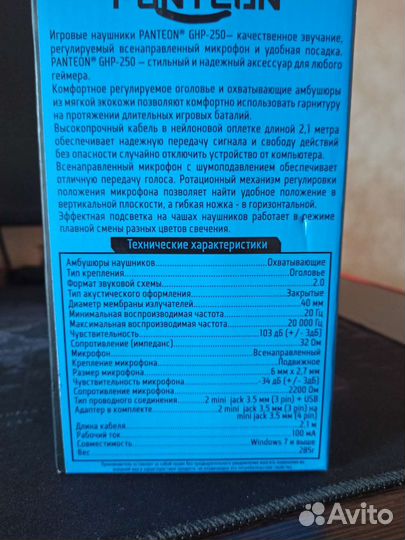 PANTEON
Игровые наушники PANTEON® GHP-250— качественное звучание,
регулируемый всенаправленный микрофон и удобная посадка.
PANTEON® GHP-250 — стильный и надежный аксессуар для любого
геймера.
Комфортное регулируемое оголовье и охватывающие амбушюры
из мягкой экокожи позволяют комфортно использовать гарнитуру
на протяжении длительных игровых баталий.
Высокопрочный кабель в нейлоновой оплетке длиной 2,1 метра
обеспечивает надежную передачу сигнала и свободу действий
без опасности случайно отключить устройство от компьютера.
Всенаправленный микрофон с шумоподавлением обеспечивает
отличную передачу голоса. Ротационный механизм регулировки
положения микрофона позволяет найти удобное положение в
вертикальной плоскости, а гибкая ножка - в горизонтальной.
Эффектная подсветка на чашах наушников работает в режиме
плавной смены разных цветов свечения.
Технические характеристики
Амбушюры наушников Охватывающие
Тип крепления Оголовье
Формат звуковой схемы 2.0
Тип акустического оформления Закрытые
Диаметр мембраны излучателей 40 мм
Минимальная воспроизводимая частота 20 Гц
Максимальная воспроизводимая частота 20 000 Гц
Чувствительность 103 дБ (+/- 3дБ)
Сопротивление (импеданс) 32 Ом
Микрофон Всенаправленный
Крепление микрофона Подвижное
Размер микрофона 6 мм x 2,7 мм
Чувствительность микрофона -34 дБ (+/- 3дБ)
Сопротивление микрофона 2200 Ом
Тип проводного соединения 2 mini jack 3.5 мм (3 pin) + USB
Адаптер в комплекте 2 mini jack 3,5 мм (3 pin) на
mini jack 3.5 мм (4 pin)
Длина кабеля 2,1 м
Рабочий ток 100 мА
Совместимость Windows 7 и выше
Вес 285г
Avito